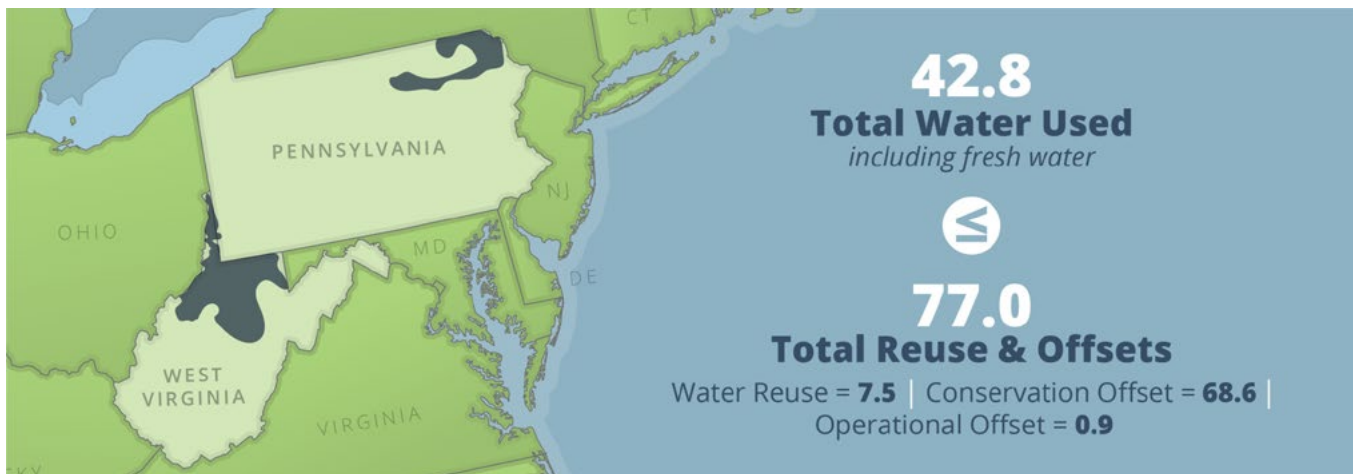 CT
PENNSYLVANIA
OHIO
NJ
MD
DE
WEST
VIRGINIA
VIRGINIA
42.8
Total Water Used
including fresh water
≤
77.0
Total Reuse & Offsets
Water Reuse = 7.5 | Conservation Offset = 68.6 |
Operational Offset = 0.9